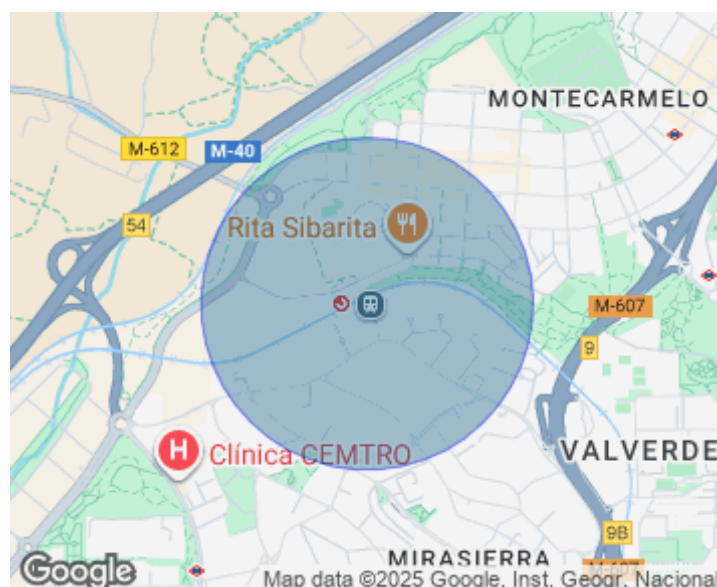 MONTECARMELO
M-612
M-40
54
Rita Sibarita
M-607
9
H
Clínica CEMTRO
VALVERDE
9B
MIRASIERRA
M-607
Google
Map data ©2025 Google, Inst. Geogr. Nacional